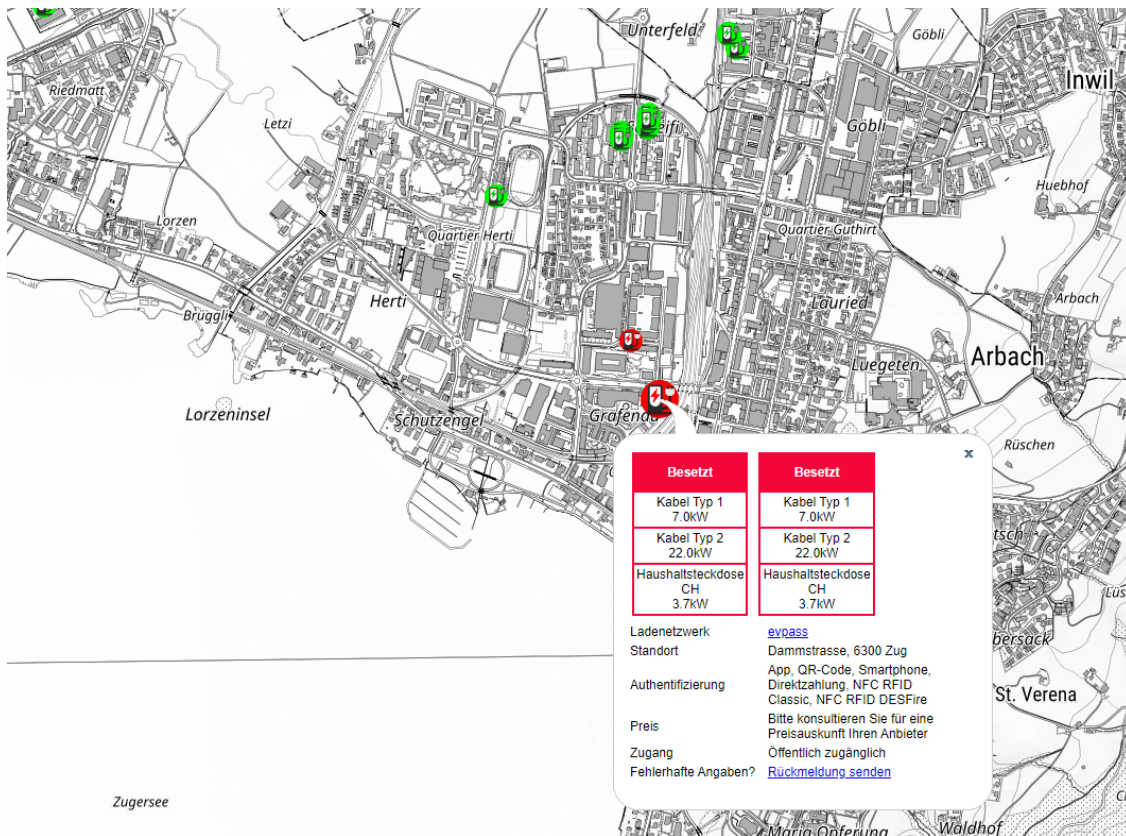 Unterfeld
Göbli
Riedmatt
Inwil
Letzi
Göbli
Huebhof
Lorzen
Quartier Herti
Quartier Guthirt
Herti
Lauried
Arbach
Brüggli
Arbach
Luegeten
Lorzeninsel
Schutzengel
Grafenau
Rüschen
x
Besetzt
Besetzt
Kabel Typ 1
7.0kW
Kabel Typ 1
7.0kW
Kabel Typ 2
22.0kW
Kabel Typ 2
22.0kW
Haushaltsteckdose
CH
3.7kW
Haushaltsteckdose
CH
3.7kW
Ladenetzwerk
evpass
Standort
Dammstrasse, 6300 Zug
Authentifizierung
App, QR-Code, Smartphone,
Direktzahlung, NFC RFID
Classic, NFC RFID DESFire
Preis
Bitte konsultieren Sie für eine
Preisauskunft Ihren Anbieter
Zugang
Öffentlich zugänglich
Fehlerhafte Angaben?
Rückmeldung senden
St. Verena
Zugersee
Maria Opferung
Waldhof